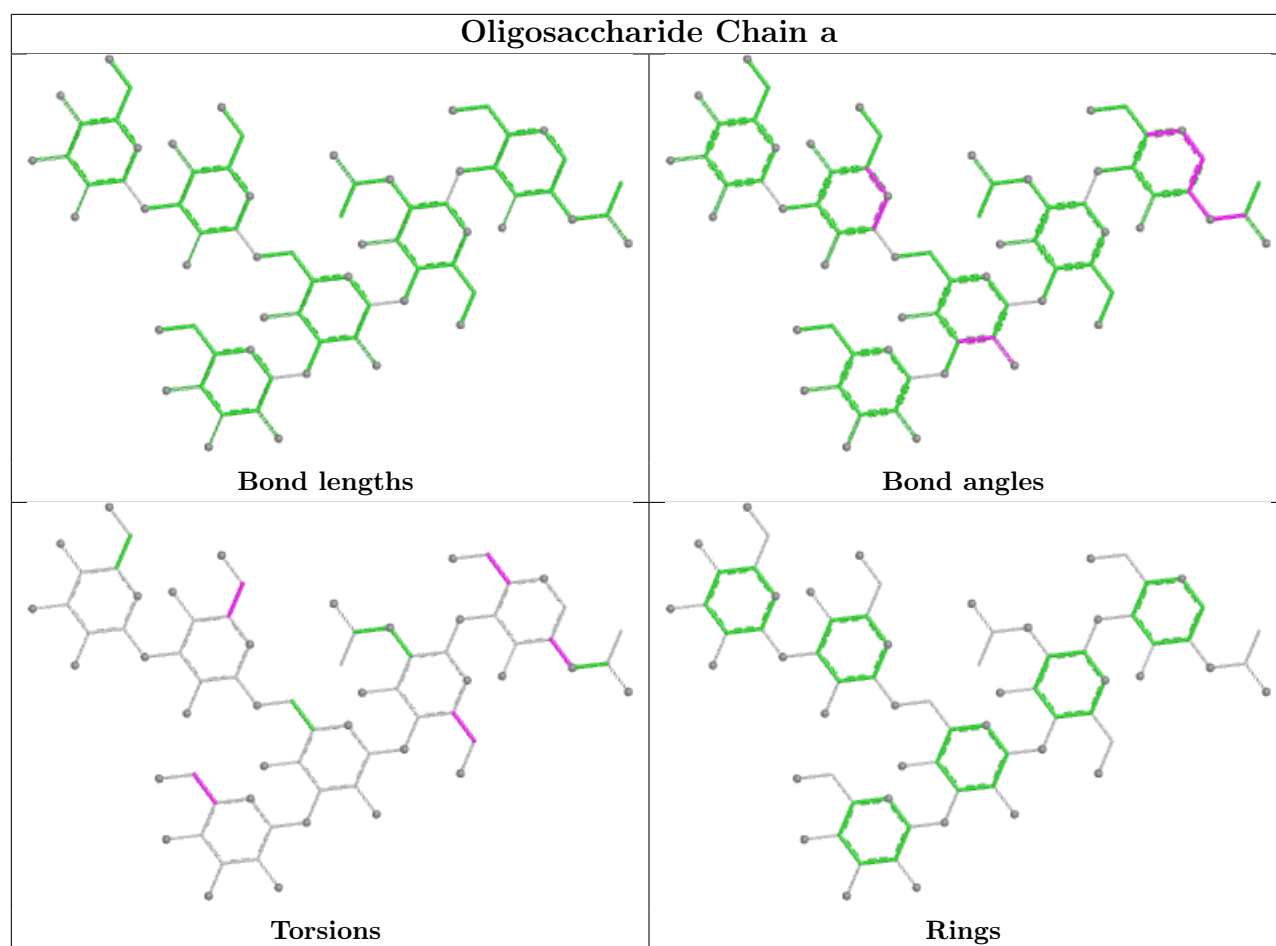 Oligosaccharide Chain a
Bond lengths
Bond angles
Torsions
Rings